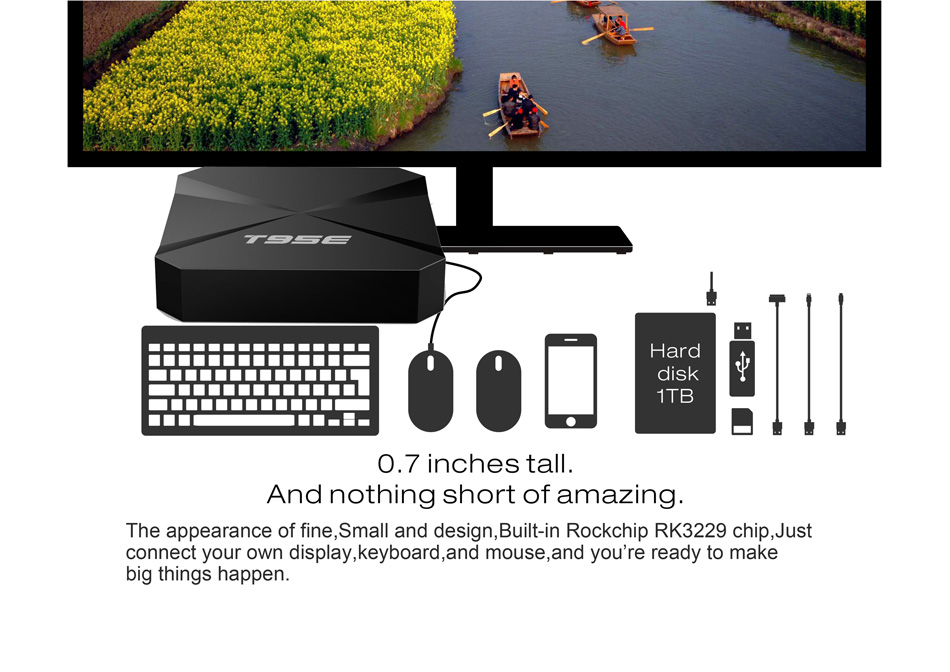 T95E
Hard
disk
1TB
0.7 inches tall.
And nothing short of amazing.
The appearance of fine,Small and design,Built-in Rockchip RK3229 chip,Just
connect your own display,keyboard,and mouse,and you’re ready to make
big things happen.